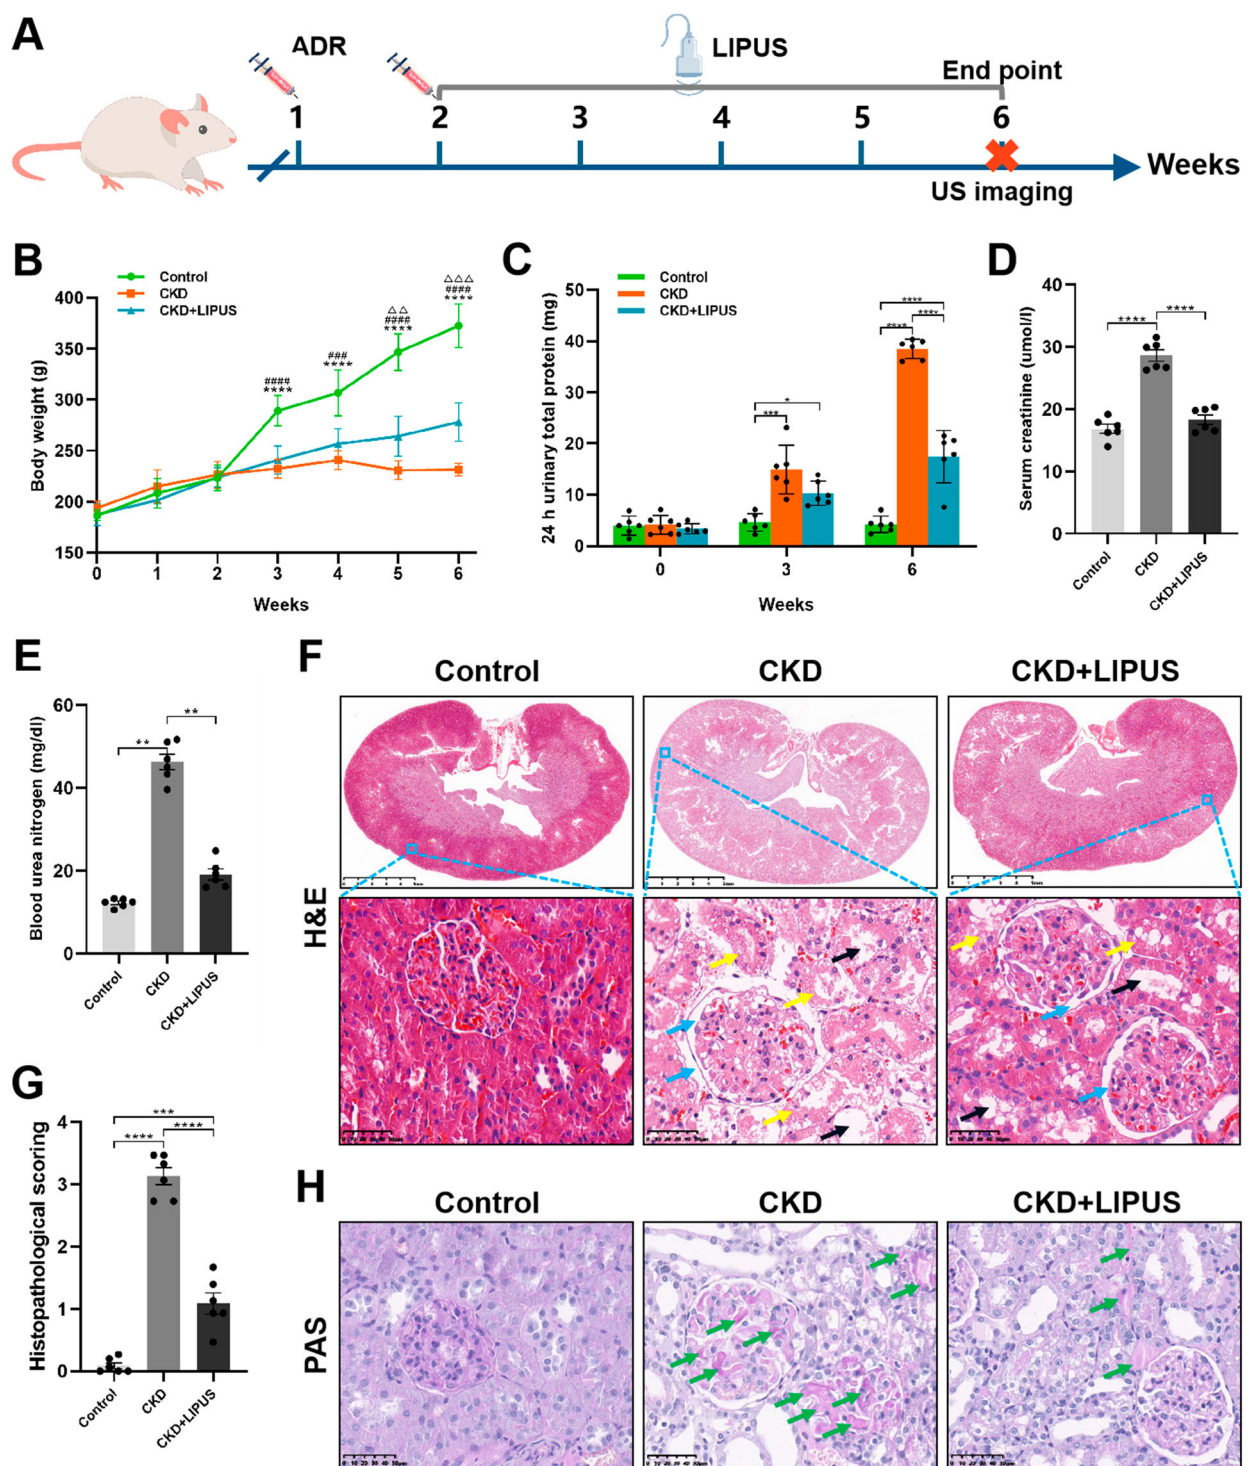 A
ADR
LIPUS
End point
1 2 3 4 5 6
Weeks
US imaging
B
Control
CKD
CKD+LIPUS
Body weight (g)
400
350
300
250
200
150
####
****
###
****
△△
####
****
△△△
####
****
0 1 2 3 4 5 6
Weeks
C
Control
CKD
CKD+LIPUS
24 h urinary total protein (mg)
50
40
30
20
10
0
***
*
****
****
****
0 3 6
Weeks
D
Serum creatinine (umol/l)
40
30
20
10
0
**** ****
Control CKD CKD+LIPUS
E
Blood urea nitrogen (mg/dl)
60
40
20
0
** **
Control CKD CKD+LIPUS
F
Control CKD CKD+LIPUS
H&E
G
Histopathological scoring
4
3
2
1
0
***
**** ****
Control CKD CKD+LIPUS
H
Control CKD CKD+LIPUS
PAS